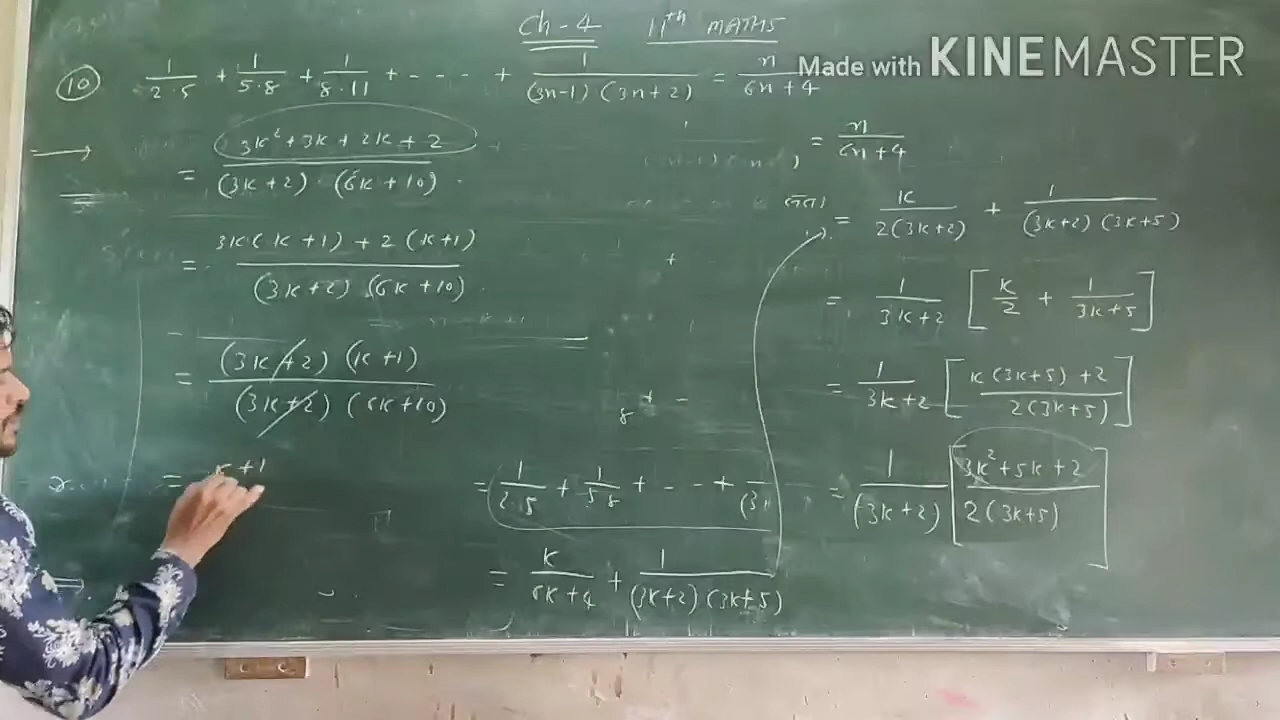 Ch-4 11th MATHS
Made with KINEMASTER
(10) 1/(2·5) + 1/(5·8) + 1/(8·11) + - - - - + 1/((3n-1)(3n+2)) = n/(6n+4)
= (3k²+3k+2k+2)/((3k+2)·(6k+10))
= (3k(k+1)+2(k+1))/((3k+2)(6k+10))
= ((3k+2)(k+1))/((3k+2)(6k+10))
= k+1
= 1/(2·5) + 1/(5·8) + - - - +
= k/(6k+4) + 1/((3k+2)(3k+5))
= n/(6n+4)
= k/(2(3k+2)) + 1/((3k+2)(3k+5))
= 1/(3k+2) [k/2 + 1/(3k+5)]
= 1/(3k+2) [(k(3k+5)+2)/(2(3k+5))]
= 1/(3k+2) [(3k²+5k+2)/(2(3k+5))]